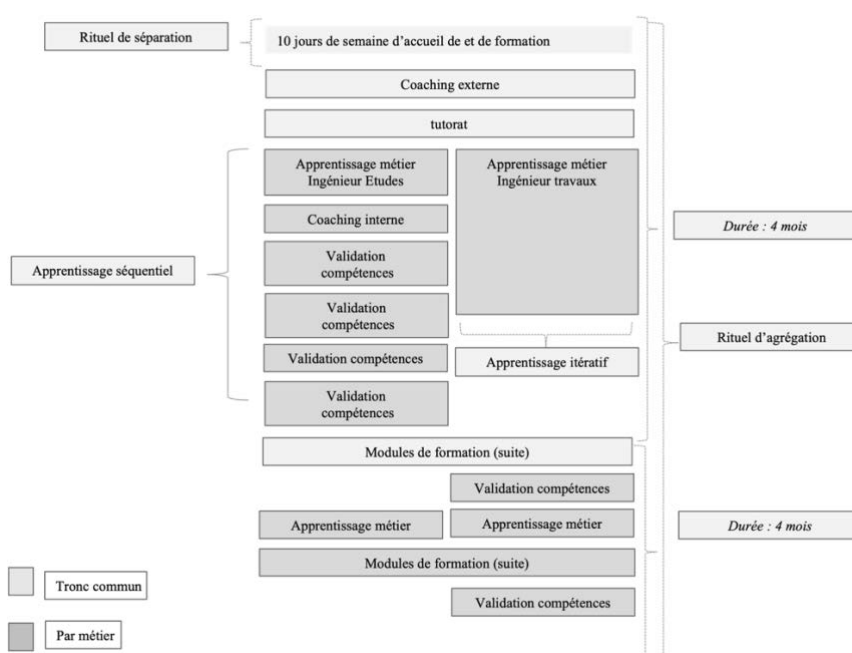 Rituel de séparation
10 jours de semaine d'accueil de et de formation
Coaching externe
tutorat
Apprentissage métier
Ingénieur Etudes
Apprentissage métier
Ingénieur travaux
Coaching interne
Durée : 4 mois
Validation
compétences
Apprentissage séquentiel
Validation
compétences
Rituel d'agrégation
Validation compétences
Apprentissage itératif
Validation
compétences
Modules de formation (suite)
Validation compétences
Apprentissage métier
Apprentissage métier
Durée : 4 mois
Modules de formation (suite)
Tronc commun
Validation compétences
Par métier